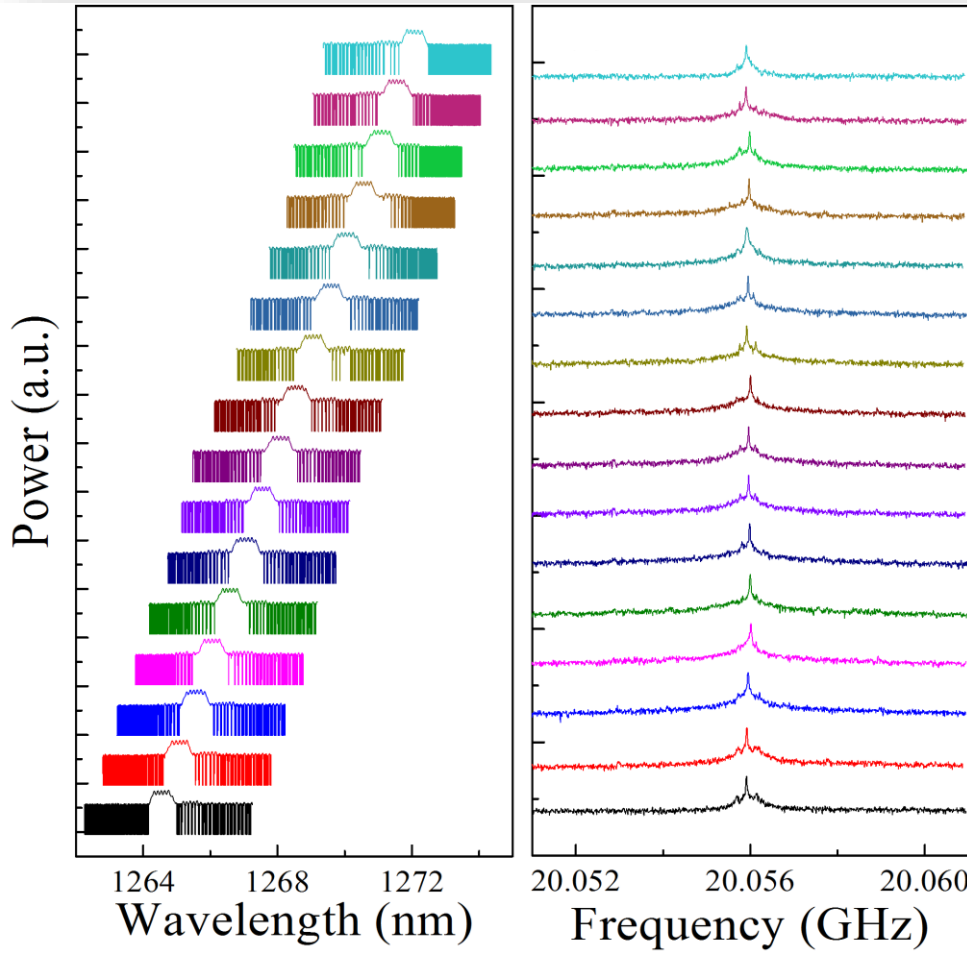 Power (a.u.)
1264 1268 1272
Wavelength (nm)
20.052 20.056 20.060
Frequency (GHz)